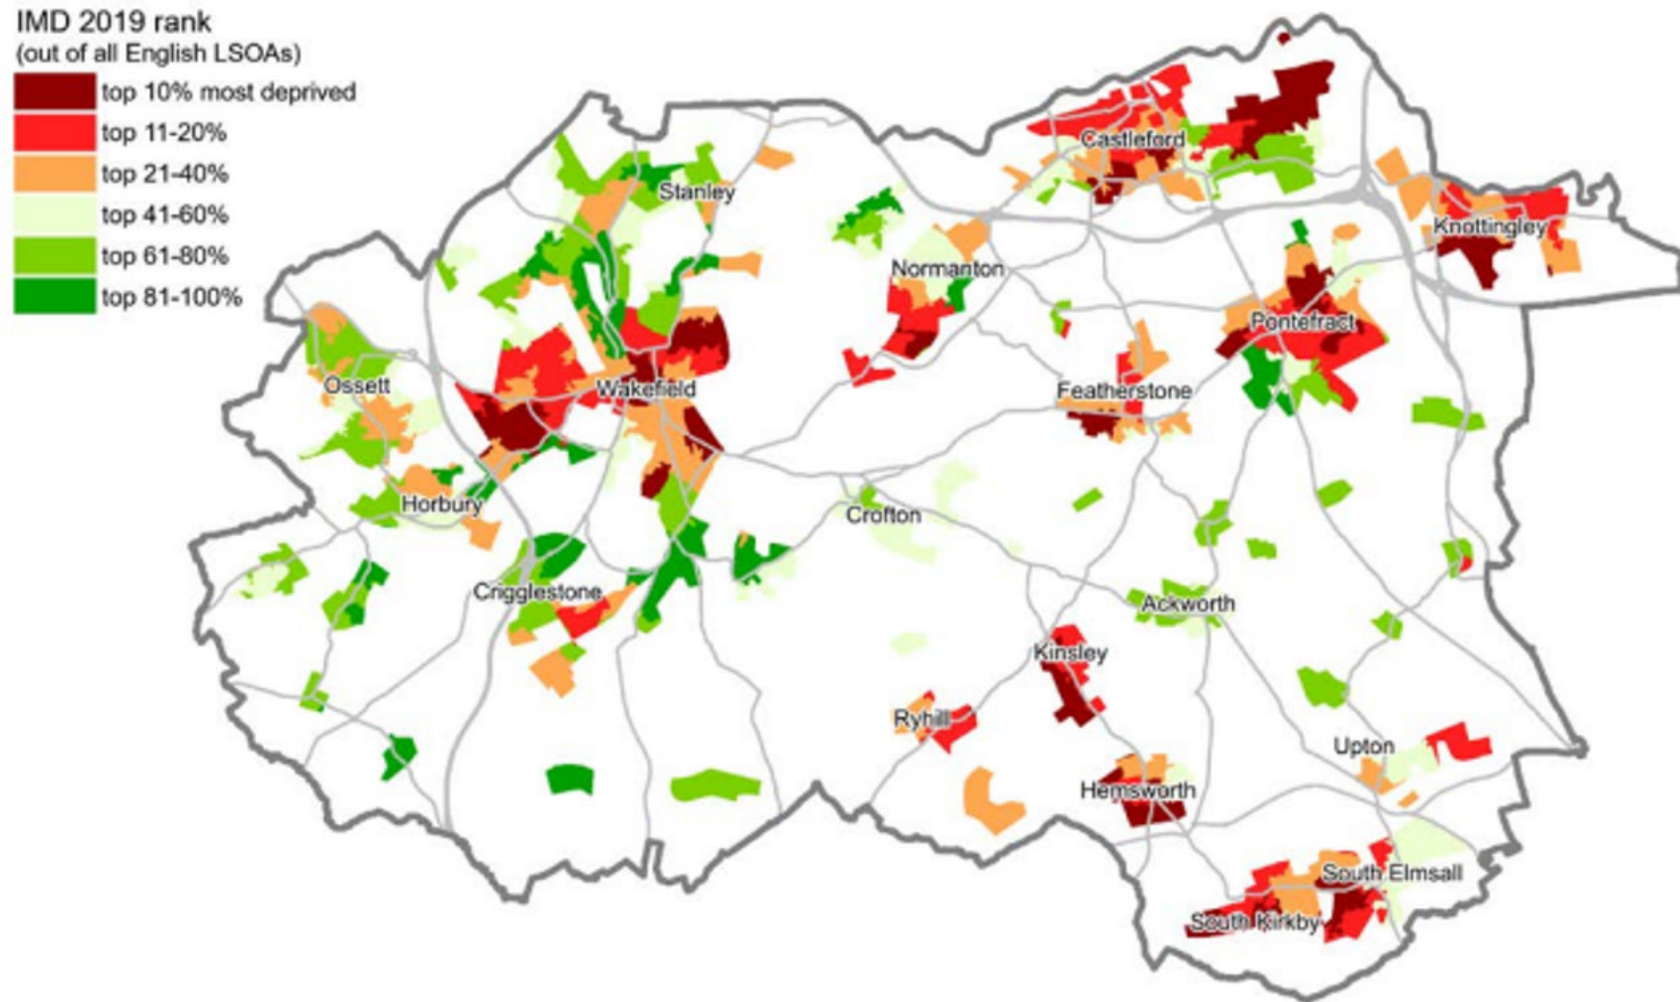 IMD 2019 rank
(out of all English LSOAs)
top 10% most deprived
top 11-20%
top 21-40%
top 41-60%
top 61-80%
top 81-100%
Castleford
Stanley
Knottingley
Normanton
Pontefract
Ossett
Wakefield
Featherstone
Horbury
Crofton
Crigglestone
Ackworth
Kinsley
Ryhill
Upton
Hemsworth
South Elmsall
South Kirkby